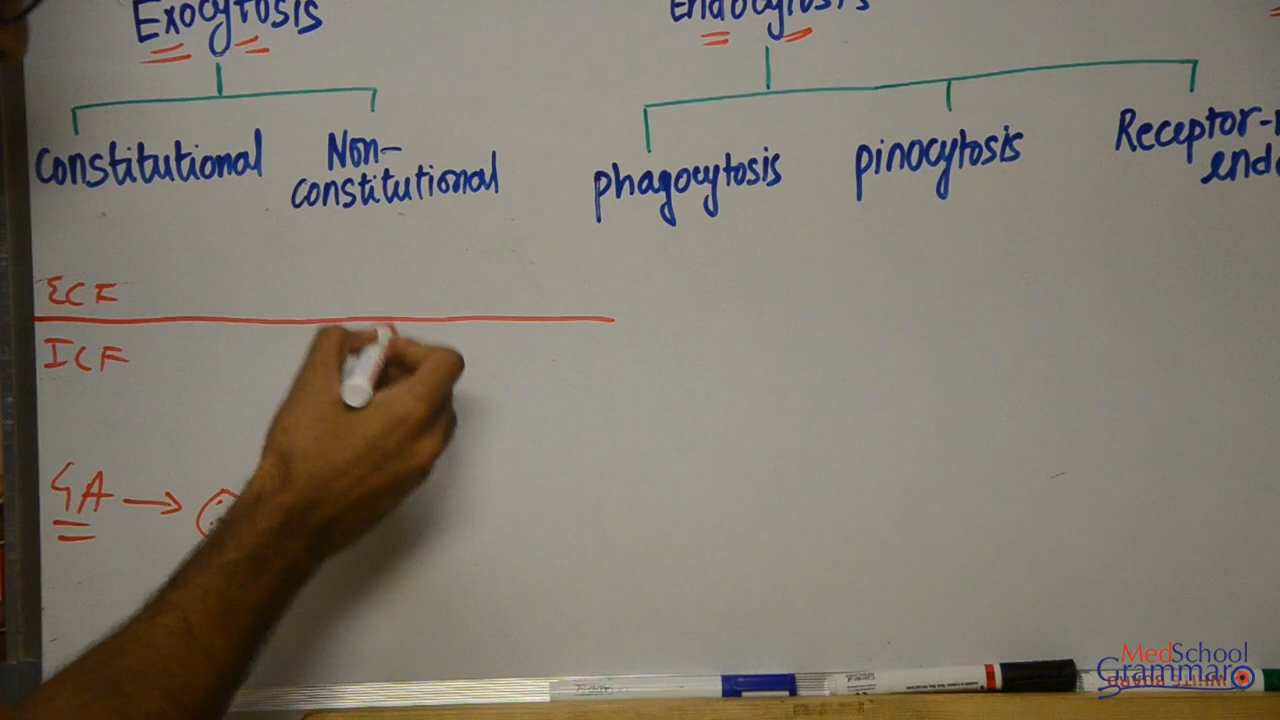 Exocytosis
Endocytosis
Constitutional
Non-
constitutional
phagocytosis
pinocytosis
Receptor-
endo
ECF
ICF
GA →
MedSchool
Grammar